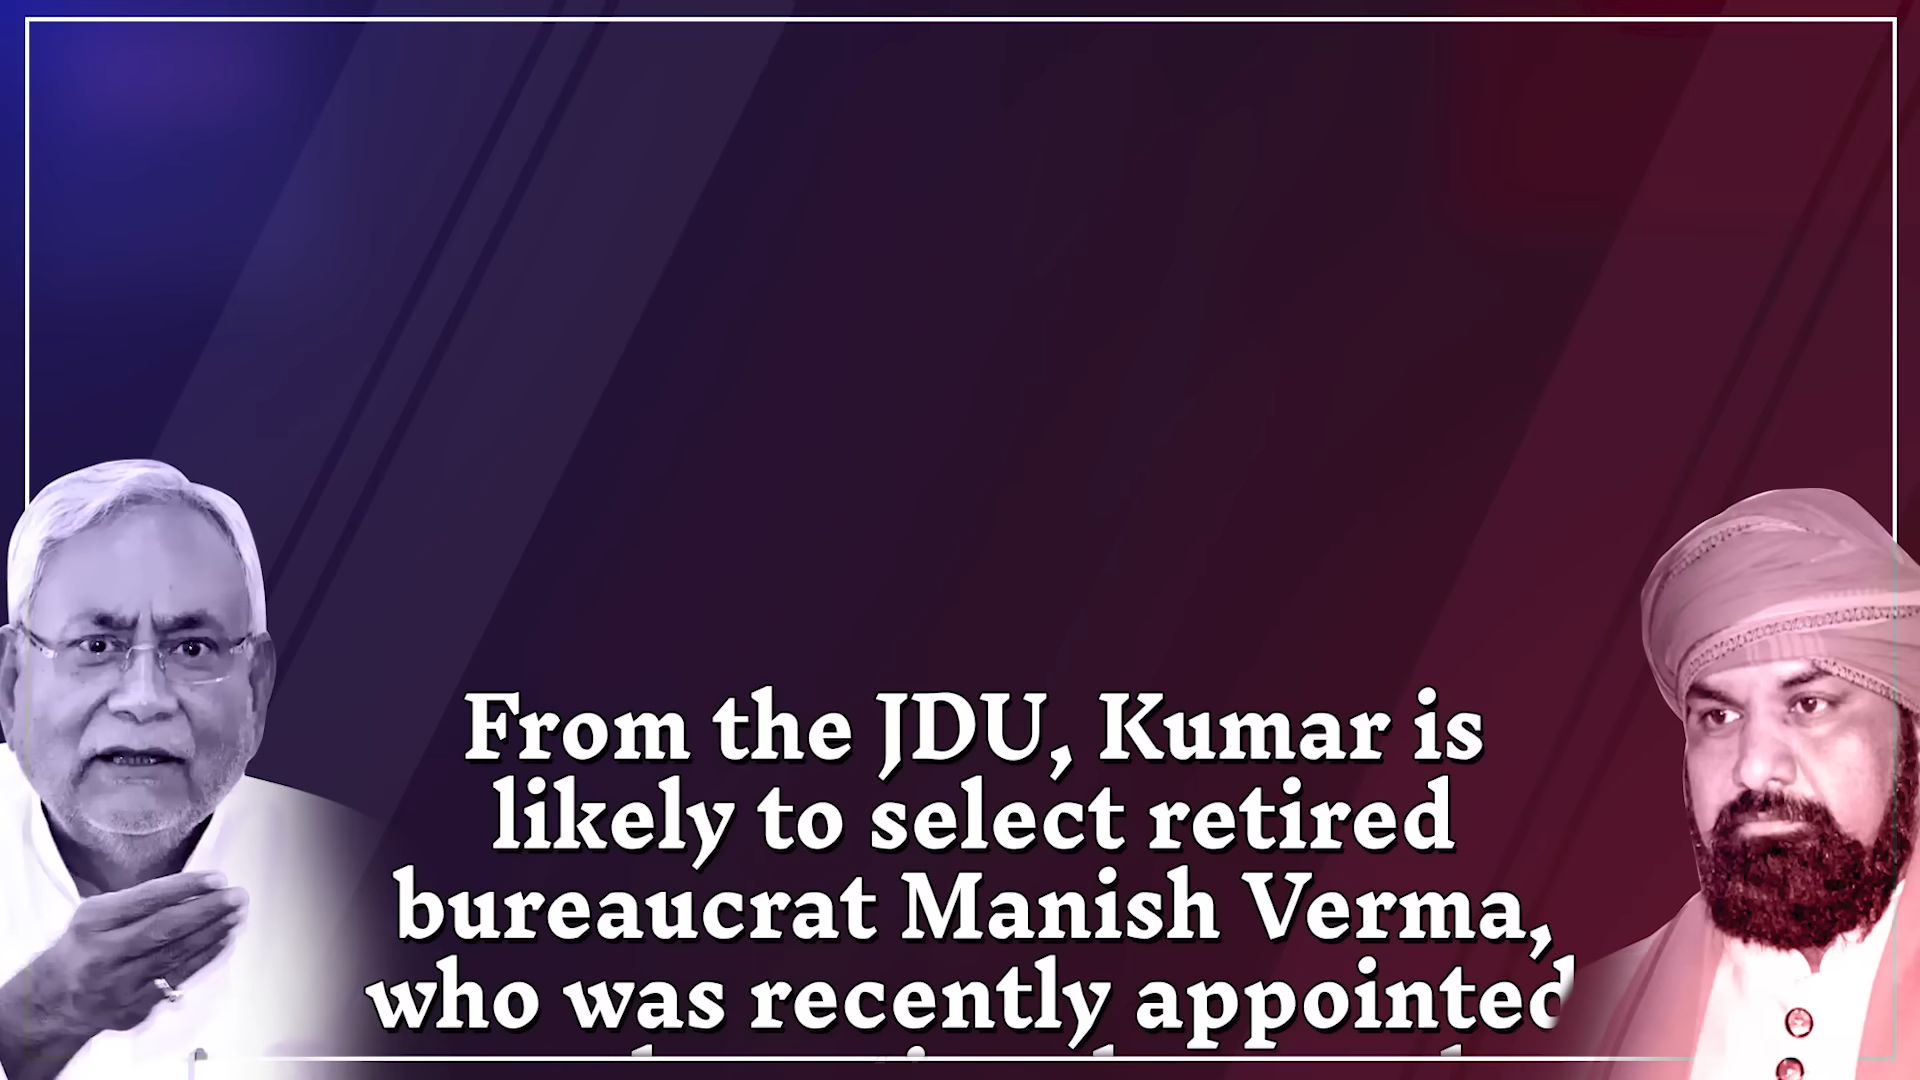 From the JDU, Kumar is
likely to select retired
bureaucrat Manish Verma,
who was recently appointed